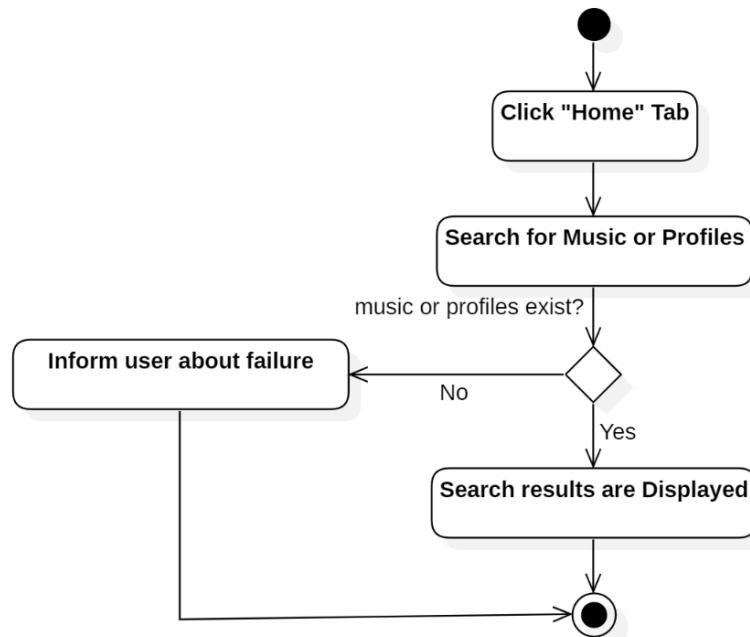 Click "Home" Tab
Search for Music or Profiles
music or profiles exist?
Inform user about failure
No
Yes
Search results are Displayed